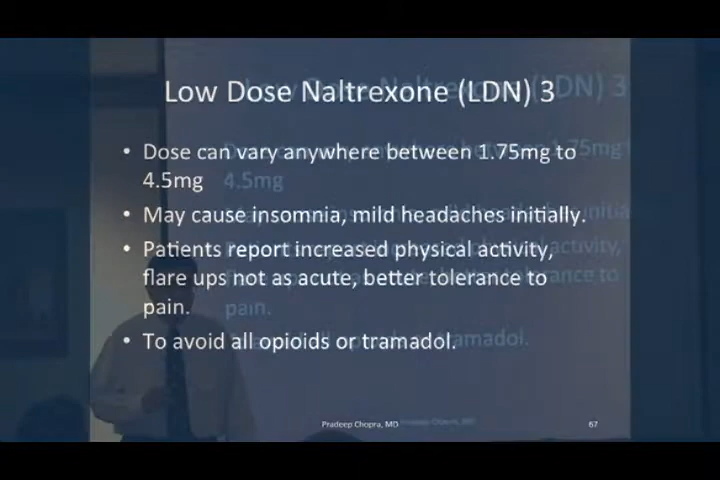 Low Dose Naltrexone (LDN) 3
• Dose can vary anywhere between 1.75mg to
4.5mg
• May cause insomnia, mild headaches initially.
• Patients report increased physical activity,
flare ups not as acute, better tolerance to
pain.
• To avoid all opioids or tramadol.
Pradeep Chopra, MD
67